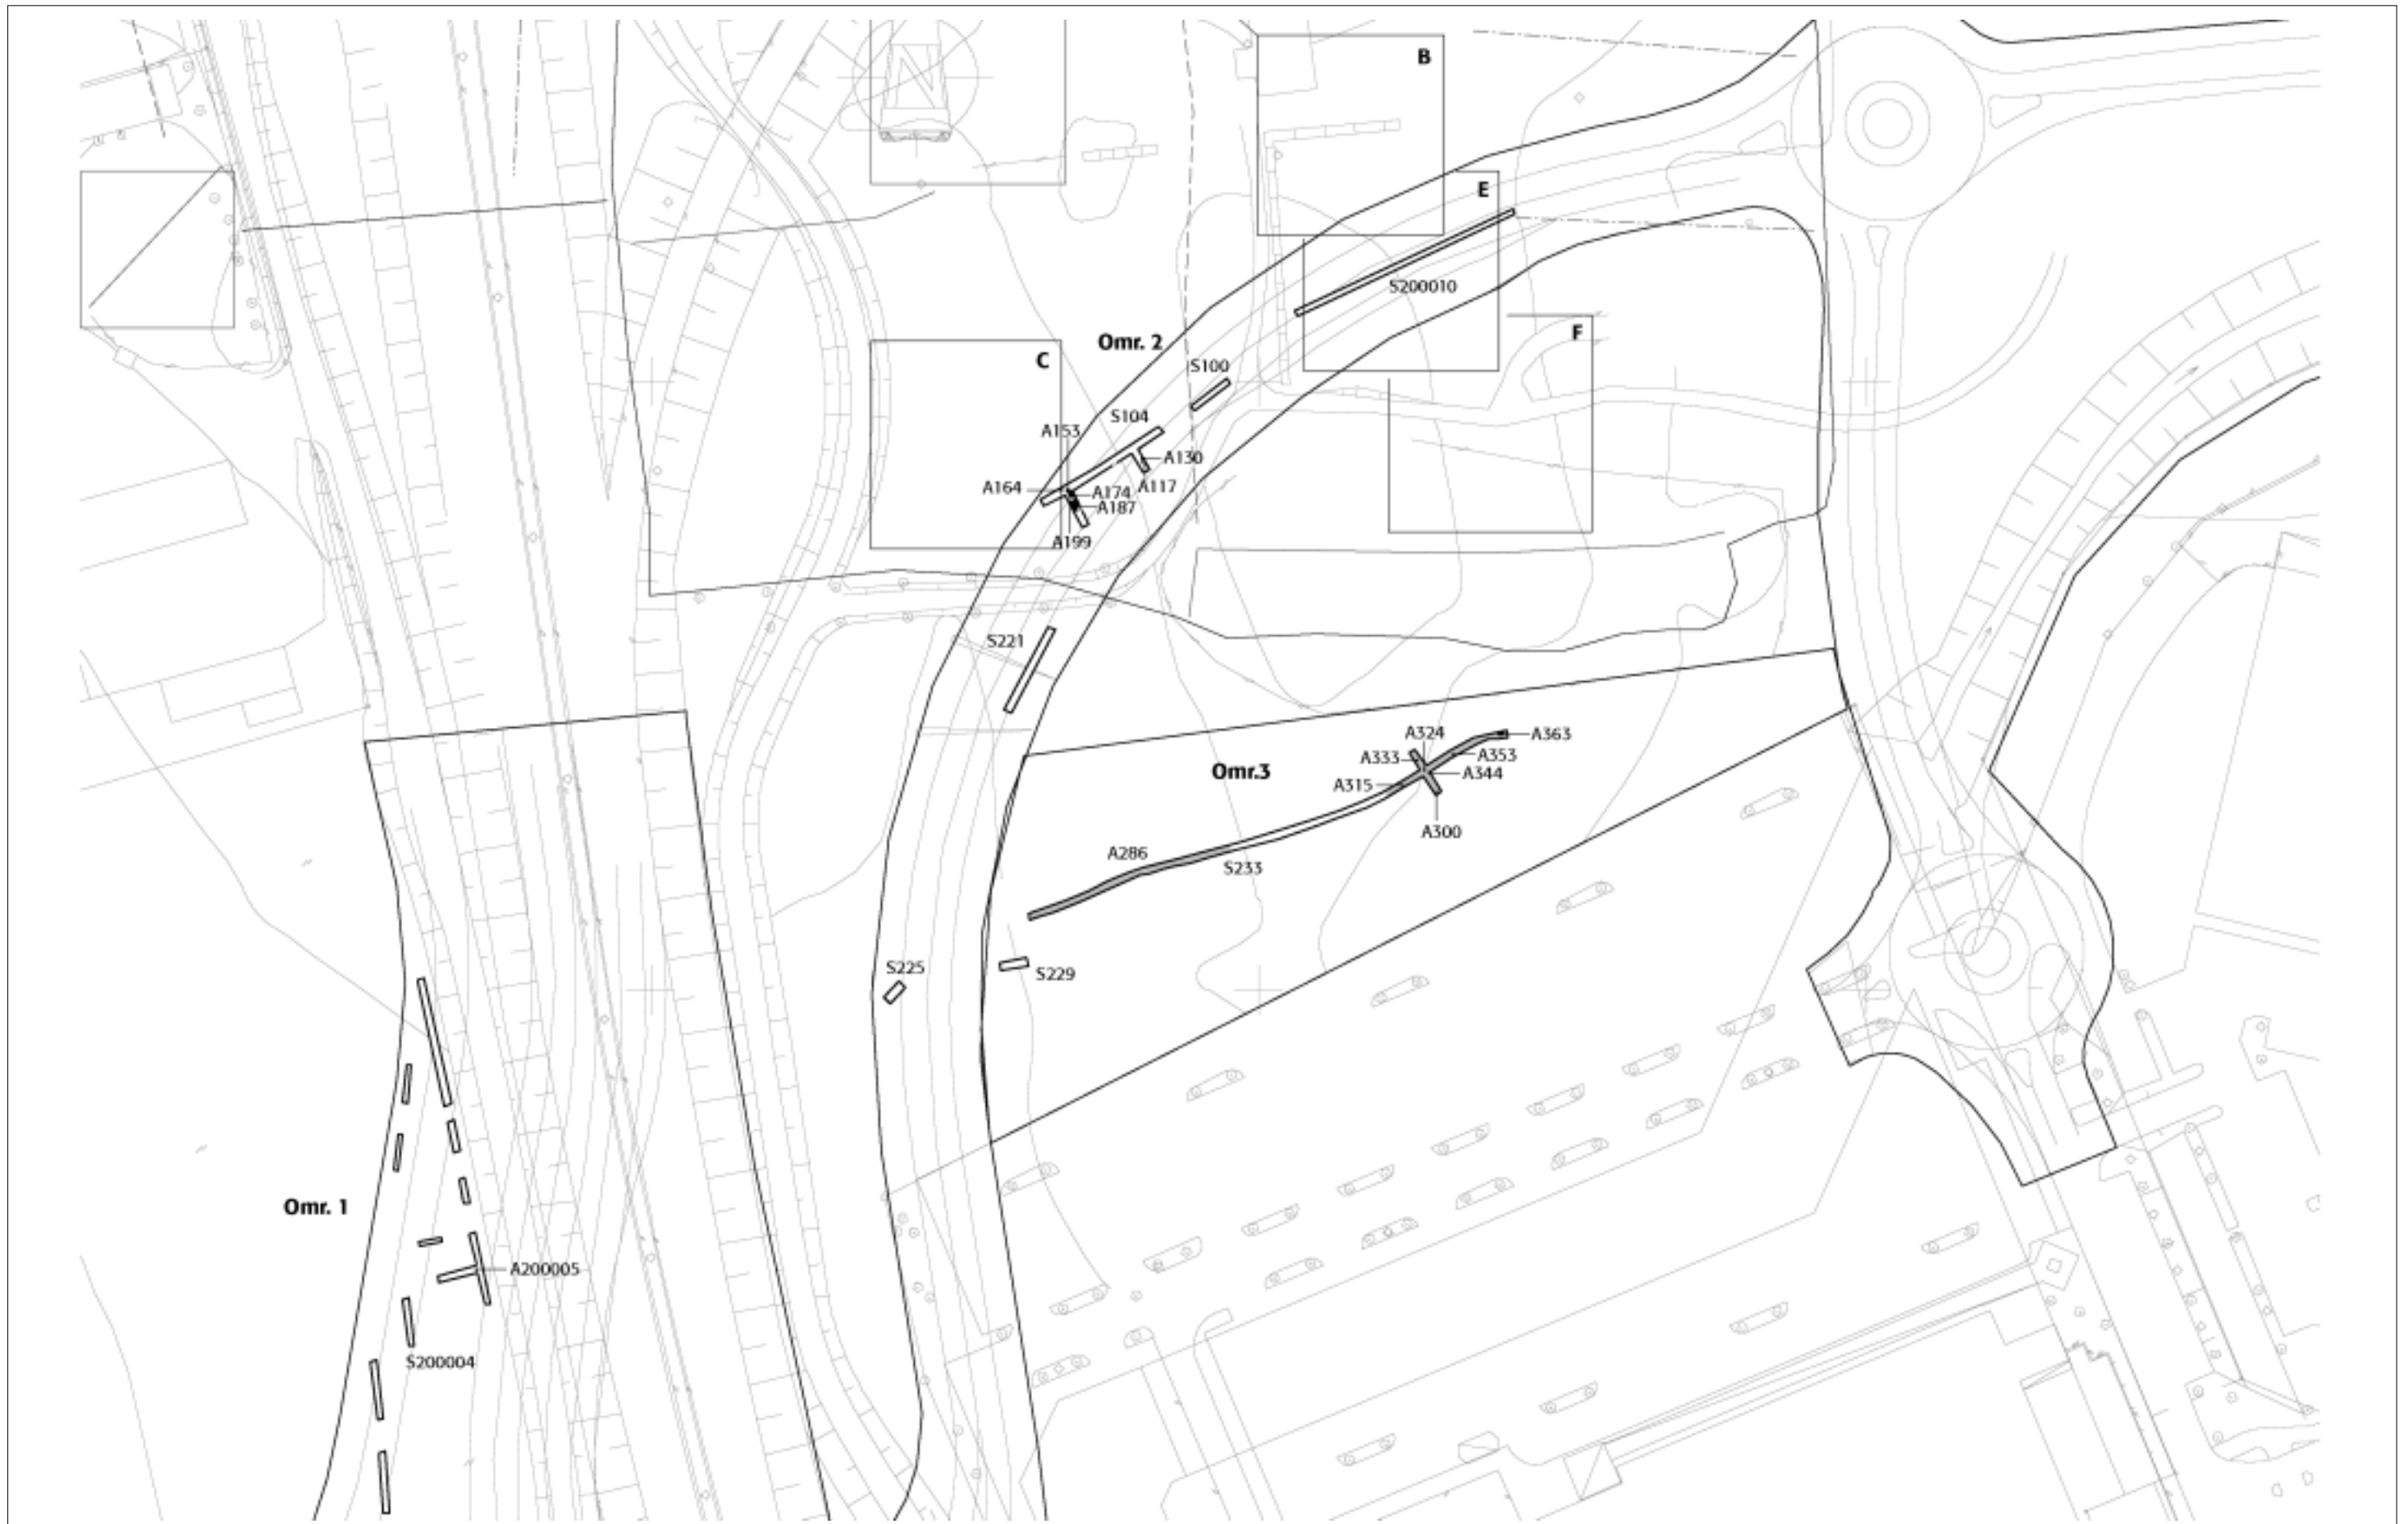 N
B
E
S200010
Omr. 2
F
C
S100
S104
A153
A130
A164
A174
A117
A187
A199
S221
A324
A363
A333
A353
Omr.3
A344
A315
A300
A286
S233
S225
S229
Omr. 1
A200005
S200004